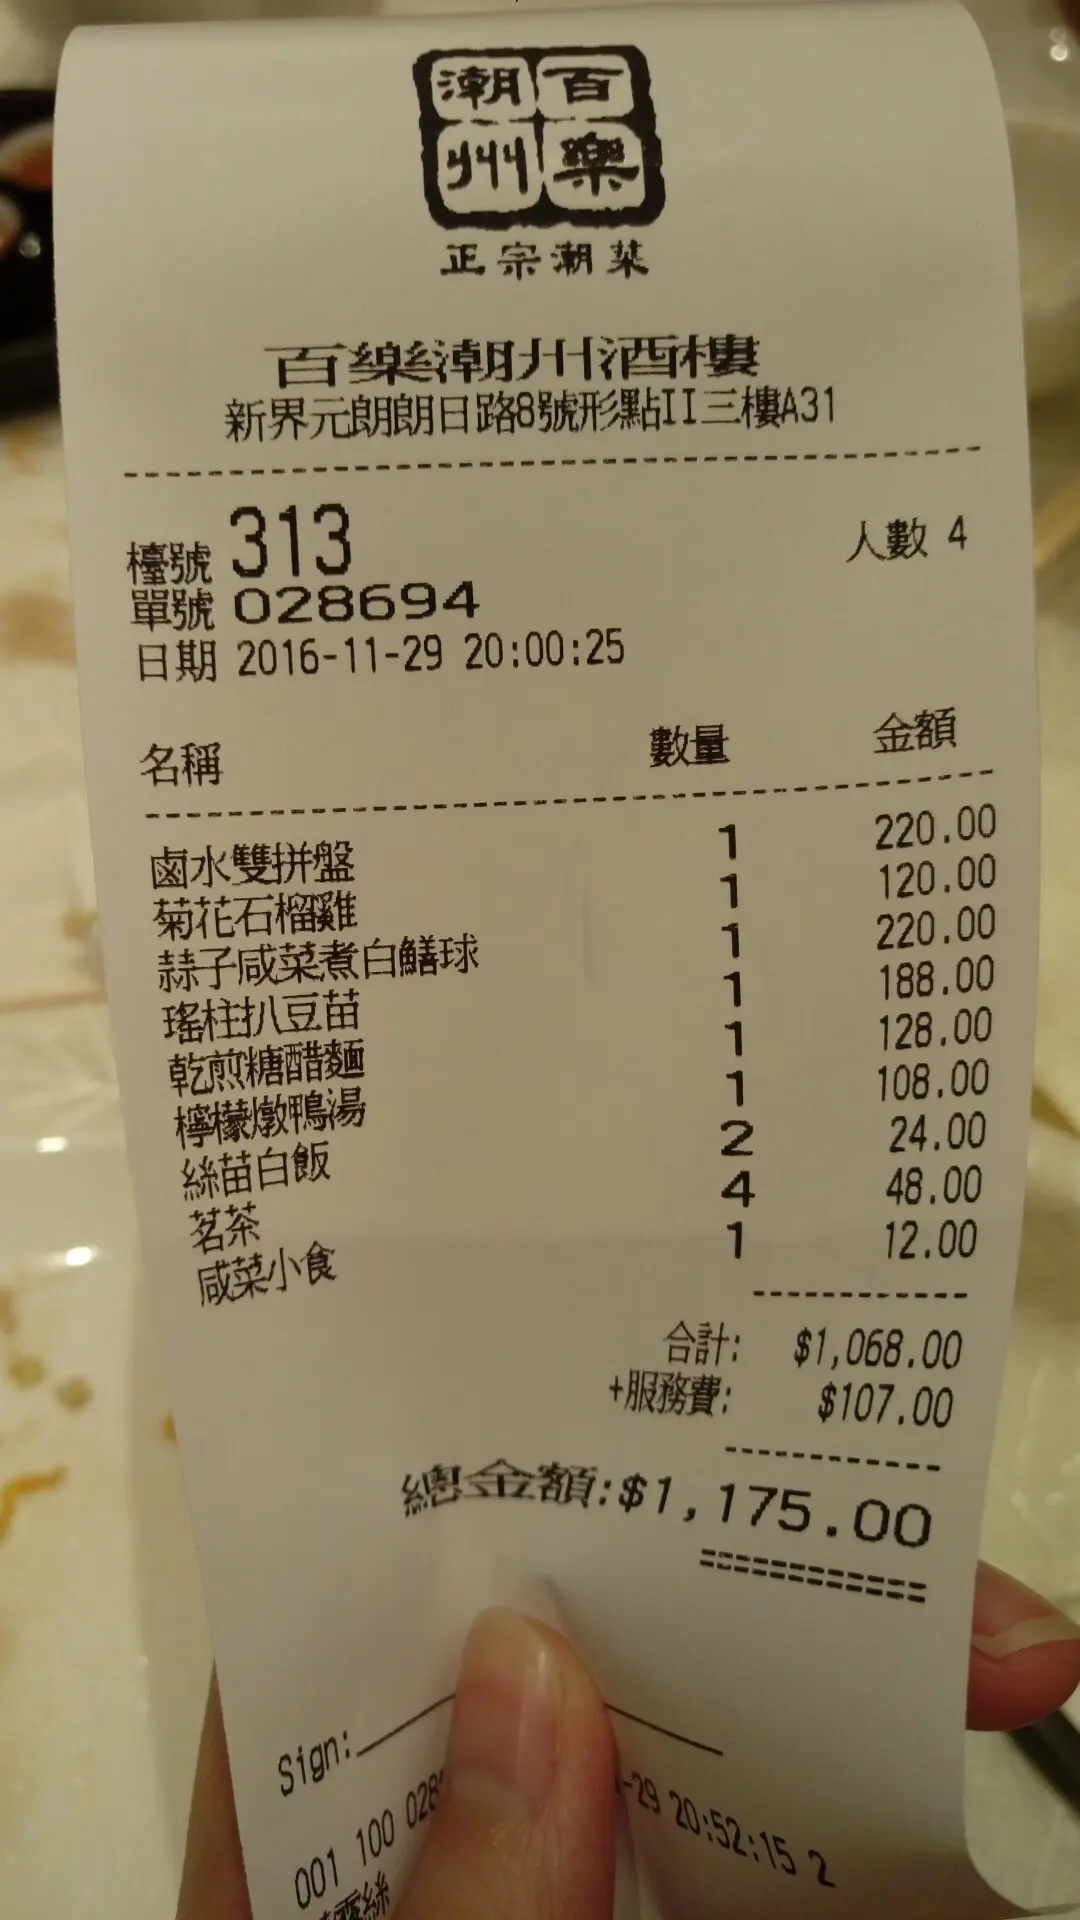 百樂
潮州
正宗潮菜
百樂潮州酒樓
新界元朗朗日路8號形點II三樓A31
檯號 313 人數 4
單號 028694
日期 2016-11-29 20:00:25
名稱 數量 金額
鹵水雙拼盤 1 220.00
菊花石榴雞 1 120.00
蒜子咸菜煮白鱔球 1 220.00
瑤柱扒豆苗 1 188.00
乾煎糖醋麵 1 128.00
檸檬燉鴨湯 1 108.00
絲苗白飯 2 24.00
茗茶 4 48.00
咸菜小食 1 12.00
合計: $1,068.00
+服務費: $107.00
總金額:$1,175.00
Sign:
001 100 028 -29 20:52:15 2
霞絲